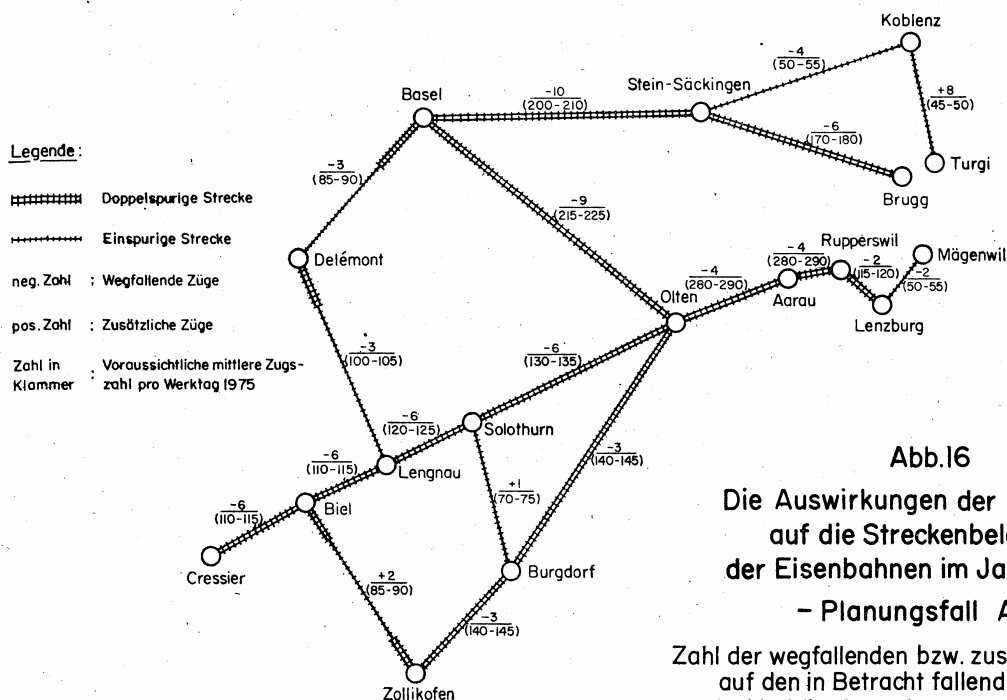 Koblenz
-4
(50-55)
Stein-Säckingen
-10
(200-210)
Basel
+8
(45-50)
-6
(170-180)
Turgi
Brugg
Legende:
Doppelspurige Strecke
Einspurige Strecke
neg. Zahl : Wegfallende Züge
pos. Zahl : Zusätzliche Züge
Zahl in Klammer : Voraussichtliche mittlere Zugs-
zahl pro Werktag 1975
-3
(85-90)
Delémont
-9
(215-225)
Rupperswil
-4
(280-290)
-2
(115-120)
Mägenwil
-2
(50-55)
-4
(280-290)
Olten
Aarau
Lenzburg
-3
(100-105)
-6
(130-135)
-6
(120-125)
Solothurn
-6
(110-115)
Lengnau
-3
(140-145)
+1
(70-75)
-6
(110-115)
Biel
Cressier
Burgdorf
+2
(85-90)
-3
(140-145)
Zollikofen
Abb.16
Die Auswirkungen der
auf die Streckenbel
der Eisenbahnen im Ja
- Planungsfall A
Zahl der wegfallenden bzw. zus
auf den in Betracht fallend